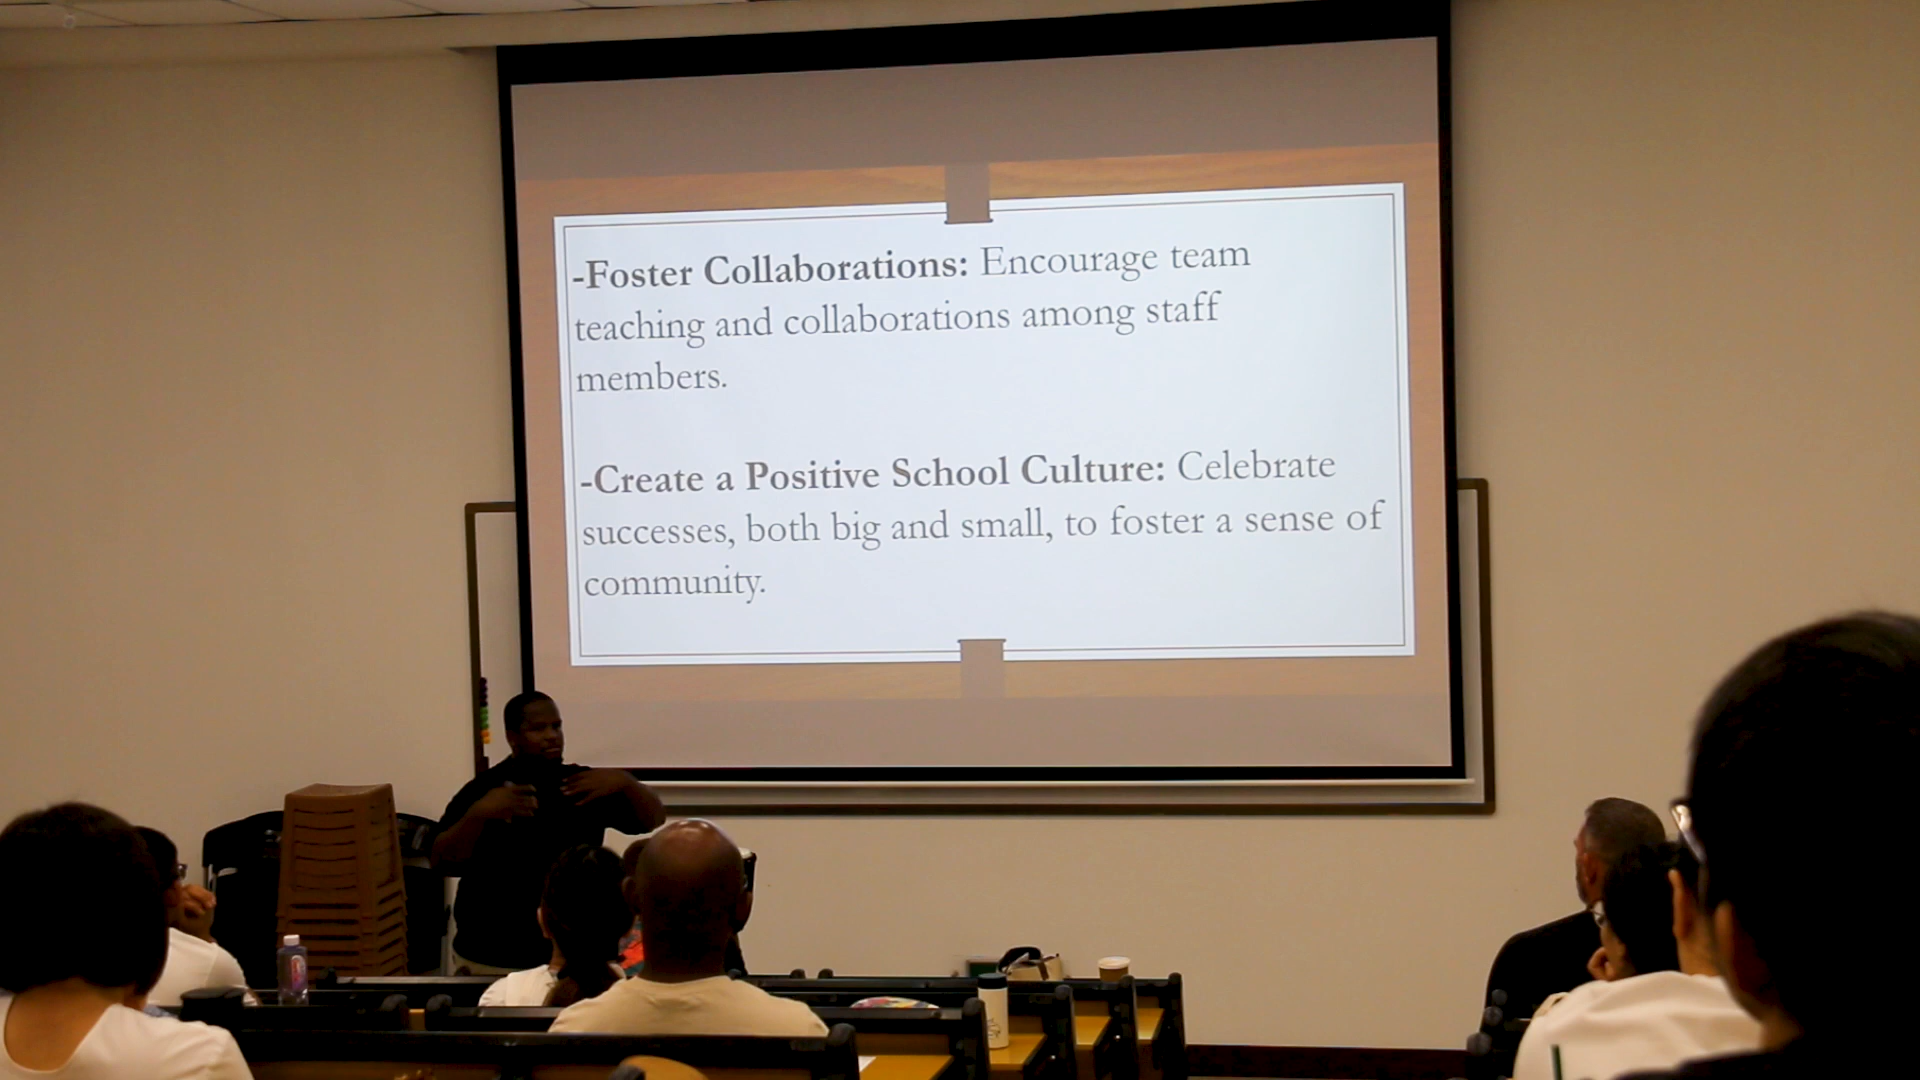 -Foster Collaborations: Encourage team
teaching and collaborations among staff
members.
-Create a Positive School Culture: Celebrate
successes, both big and small, to foster a sense of
community.